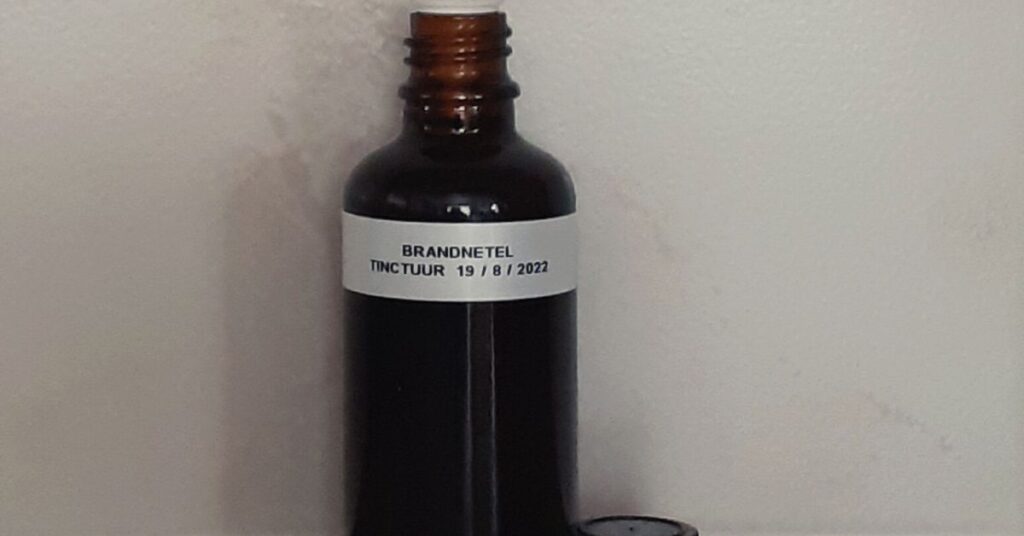 BRANDNETEL
TINCTUUR 19 / 8 / 2022